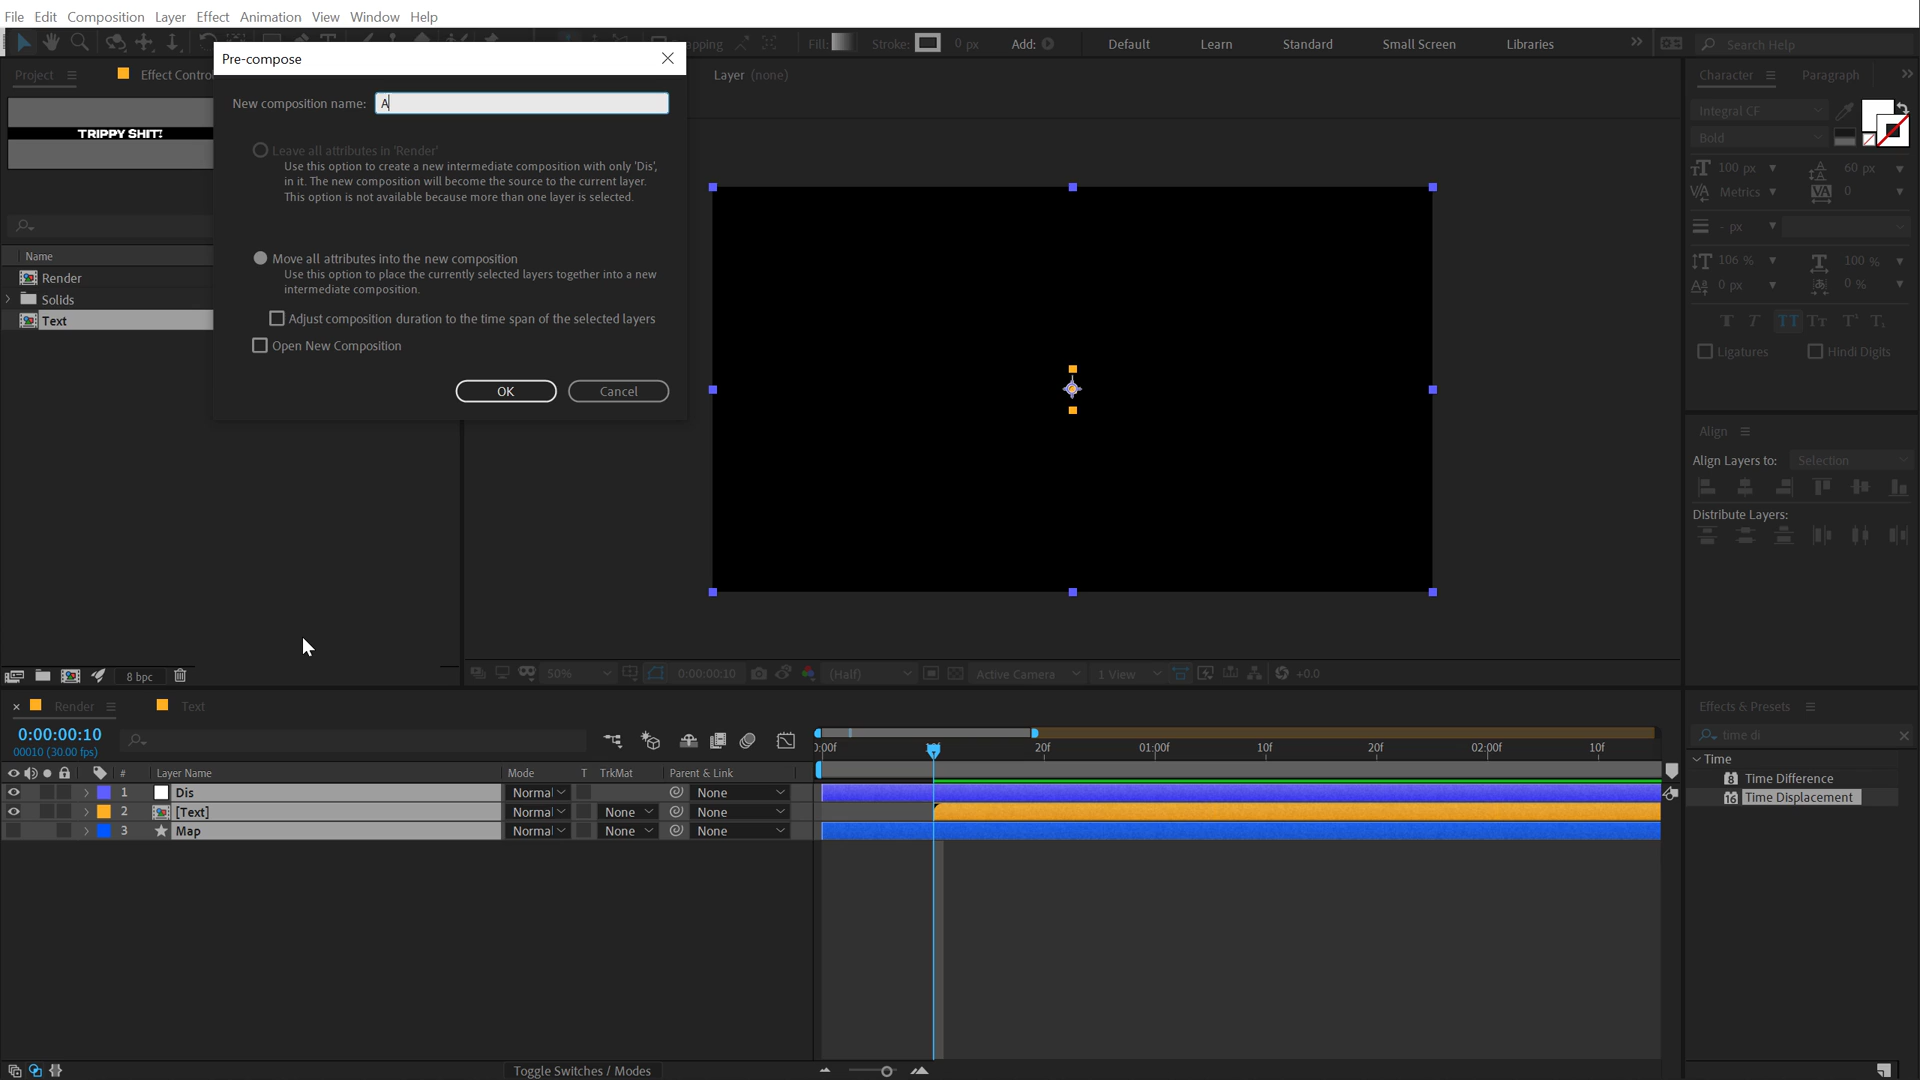 File Edit Composition Layer Effect Animation View Window Help
Snapping Fill: Stroke: 0 px Add: Default Learn Standard Small Screen Libraries Search Help
Project Effect Contro
Pre-compose
Layer (none)
Character Paragraph
New composition name: A
TRIPPY SHIT!
Integral CF
Bold
Leave all attributes in 'Render'
Use this option to create a new intermediate composition with only 'Dis',
in it. The new composition will become the source to the current layer.
This option is not available because more than one layer is selected.
100 px 60 px
Metrics 0
- px
Name
Render
Solids
Text
Move all attributes into the new composition
Use this option to place the currently selected layers together into a new
intermediate composition.
Adjust composition duration to the time span of the selected layers
Open New Composition
OK Cancel
106 % 100 %
0 px 0 %
Ligatures Hindi Digits
Align
Align Layers to: Selection
Distribute Layers:
8 bpc
50% 0:00:00:10 (Half) Active Camera 1 View +0.0
Render Text
0:00:00:10
00010 (30.00 fps)
:00f 20f 01:00f 10f 20f 02:00f 10f
# Layer Name Mode T TrkMat Parent & Link
1 Dis Normal None
2 [Text] Normal None None
3 Map Normal None None
Effects & Presets
time di
Time
Time Difference
Time Displacement
Toggle Switches / Modes